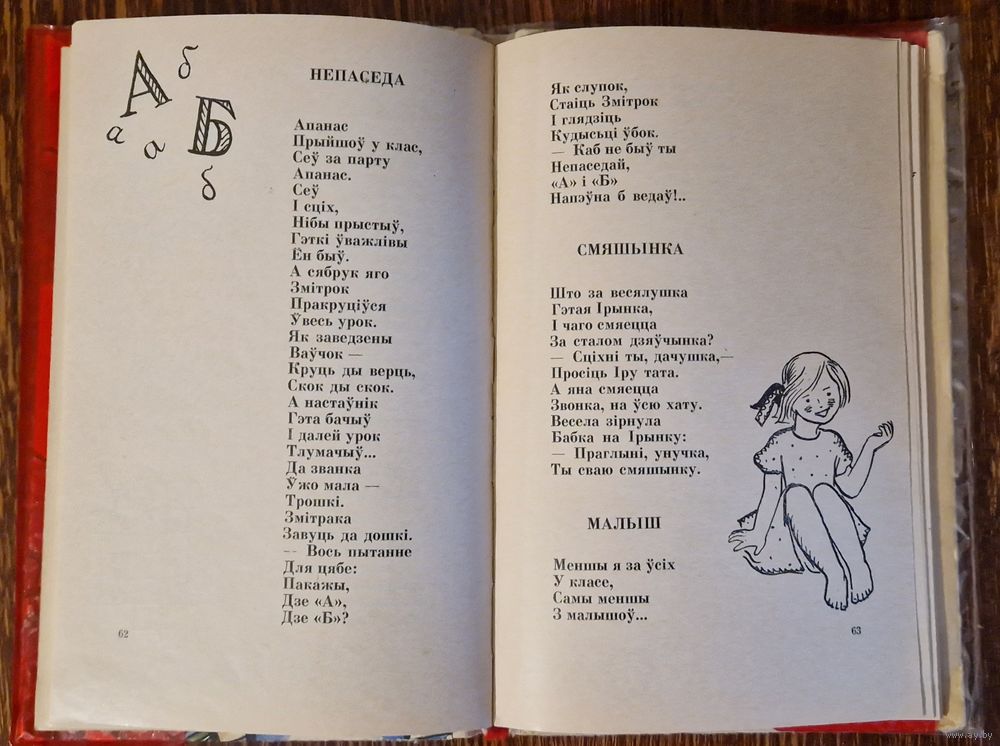 А б
а а Б
б
НЕПАСЕДА
Апанас
Прыйшоў у клас,
Сеў за парту
Апанас.
Сеў
І сціх,
Нібы прыстыў,
Гэткі ўважлівы
Ён быў.
А сябрук яго
Змітрок
Пракруціўся
Ўвесь урок.
Як заведзены
Ваўчок —
Круць ды верць,
Скок ды скок.
А настаўнік
Гэта бачыў
І далей урок
Тлумачыў...
Да званка
Ўжо мала —
Трошкі.
Змітрака
Завуць да дошкі.
— Вось пытанне
Для цябе:
Пакажы,
Дзе «А»,
Дзе «Б»?
62
Як слупок,
Стаіць Змітрок
І глядзіць
Кудысьці ўбок.
— Каб не быў ты
Непаседай,
«А» і «Б»
Напэўна б ведаў!..
СМЯШЫНКА
Што за весялушка
Гэтая Ірынка,
І чаго смяецца
За сталом дзяўчынка?
— Сціхні ты, дачушка,—
Просіць Іру тата.
А яна смяецца
Звонка, на ўсю хату.
Весела зірнула
Бабка на Ірынку:
— Праглыні, унучка,
Ты сваю смяшынку.
МАЛЫШ
Меншы я за ўсіх
У класе,
Самы меншы
З малышоў...
63
www.ay.by